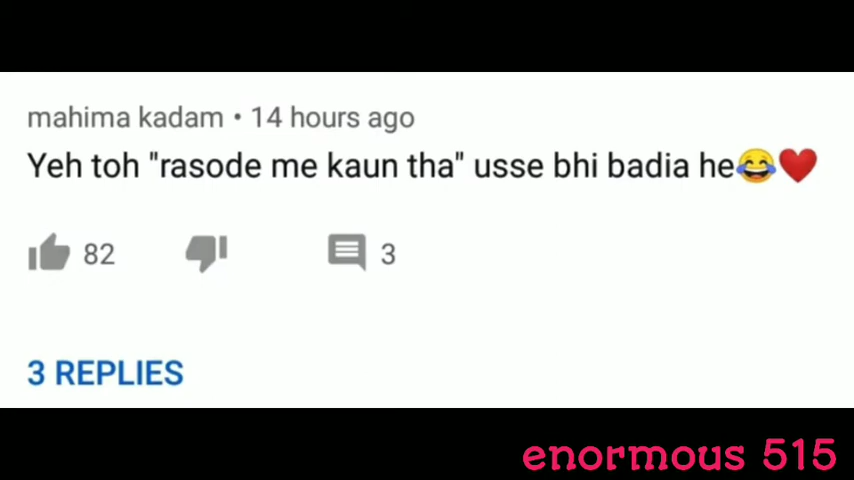 mahima kadam • 14 hours ago
Yeh toh "rasode me kaun tha" usse bhi badia he😂❤️
82 3
3 REPLIES
enormous 515